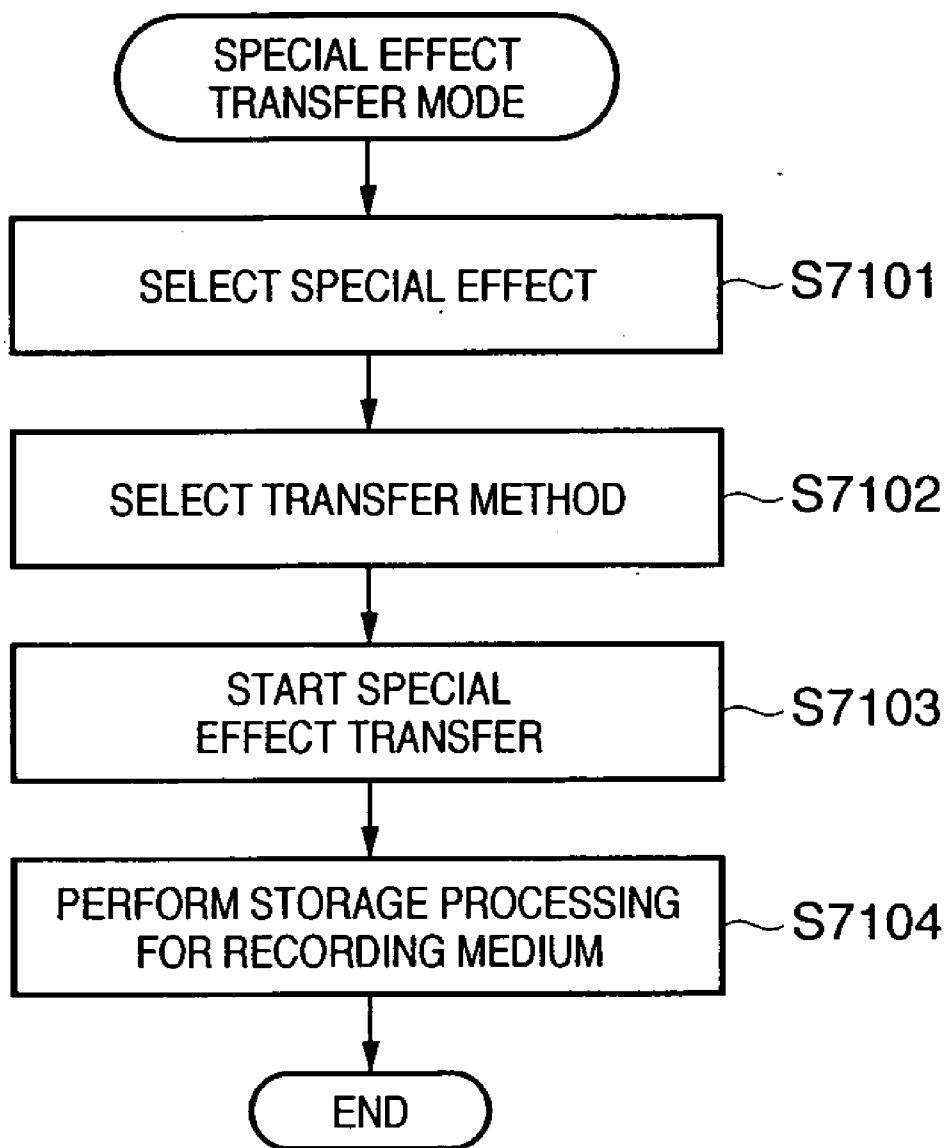 SPECIAL EFFECT
TRANSFER MODE
SELECT SPECIAL EFFECT
S7101
SELECT TRANSFER METHOD
S7102
START SPECIAL
EFFECT TRANSFER
S7103
PERFORM STORAGE PROCESSING
FOR RECORDING MEDIUM
S7104
END